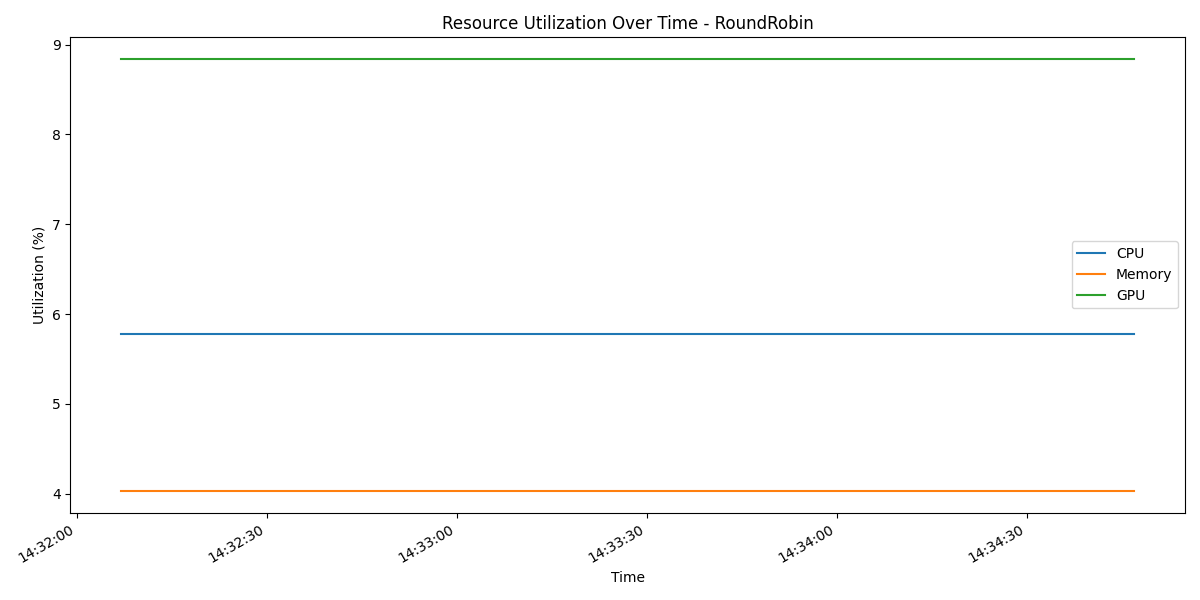 Resource Utilization Over Time - RoundRobin
9
8
7
6
5
4
Utilization (%)
CPU
Memory
GPU
14:32:00
14:32:30
14:33:00
14:33:30
14:34:00
14:34:30
Time